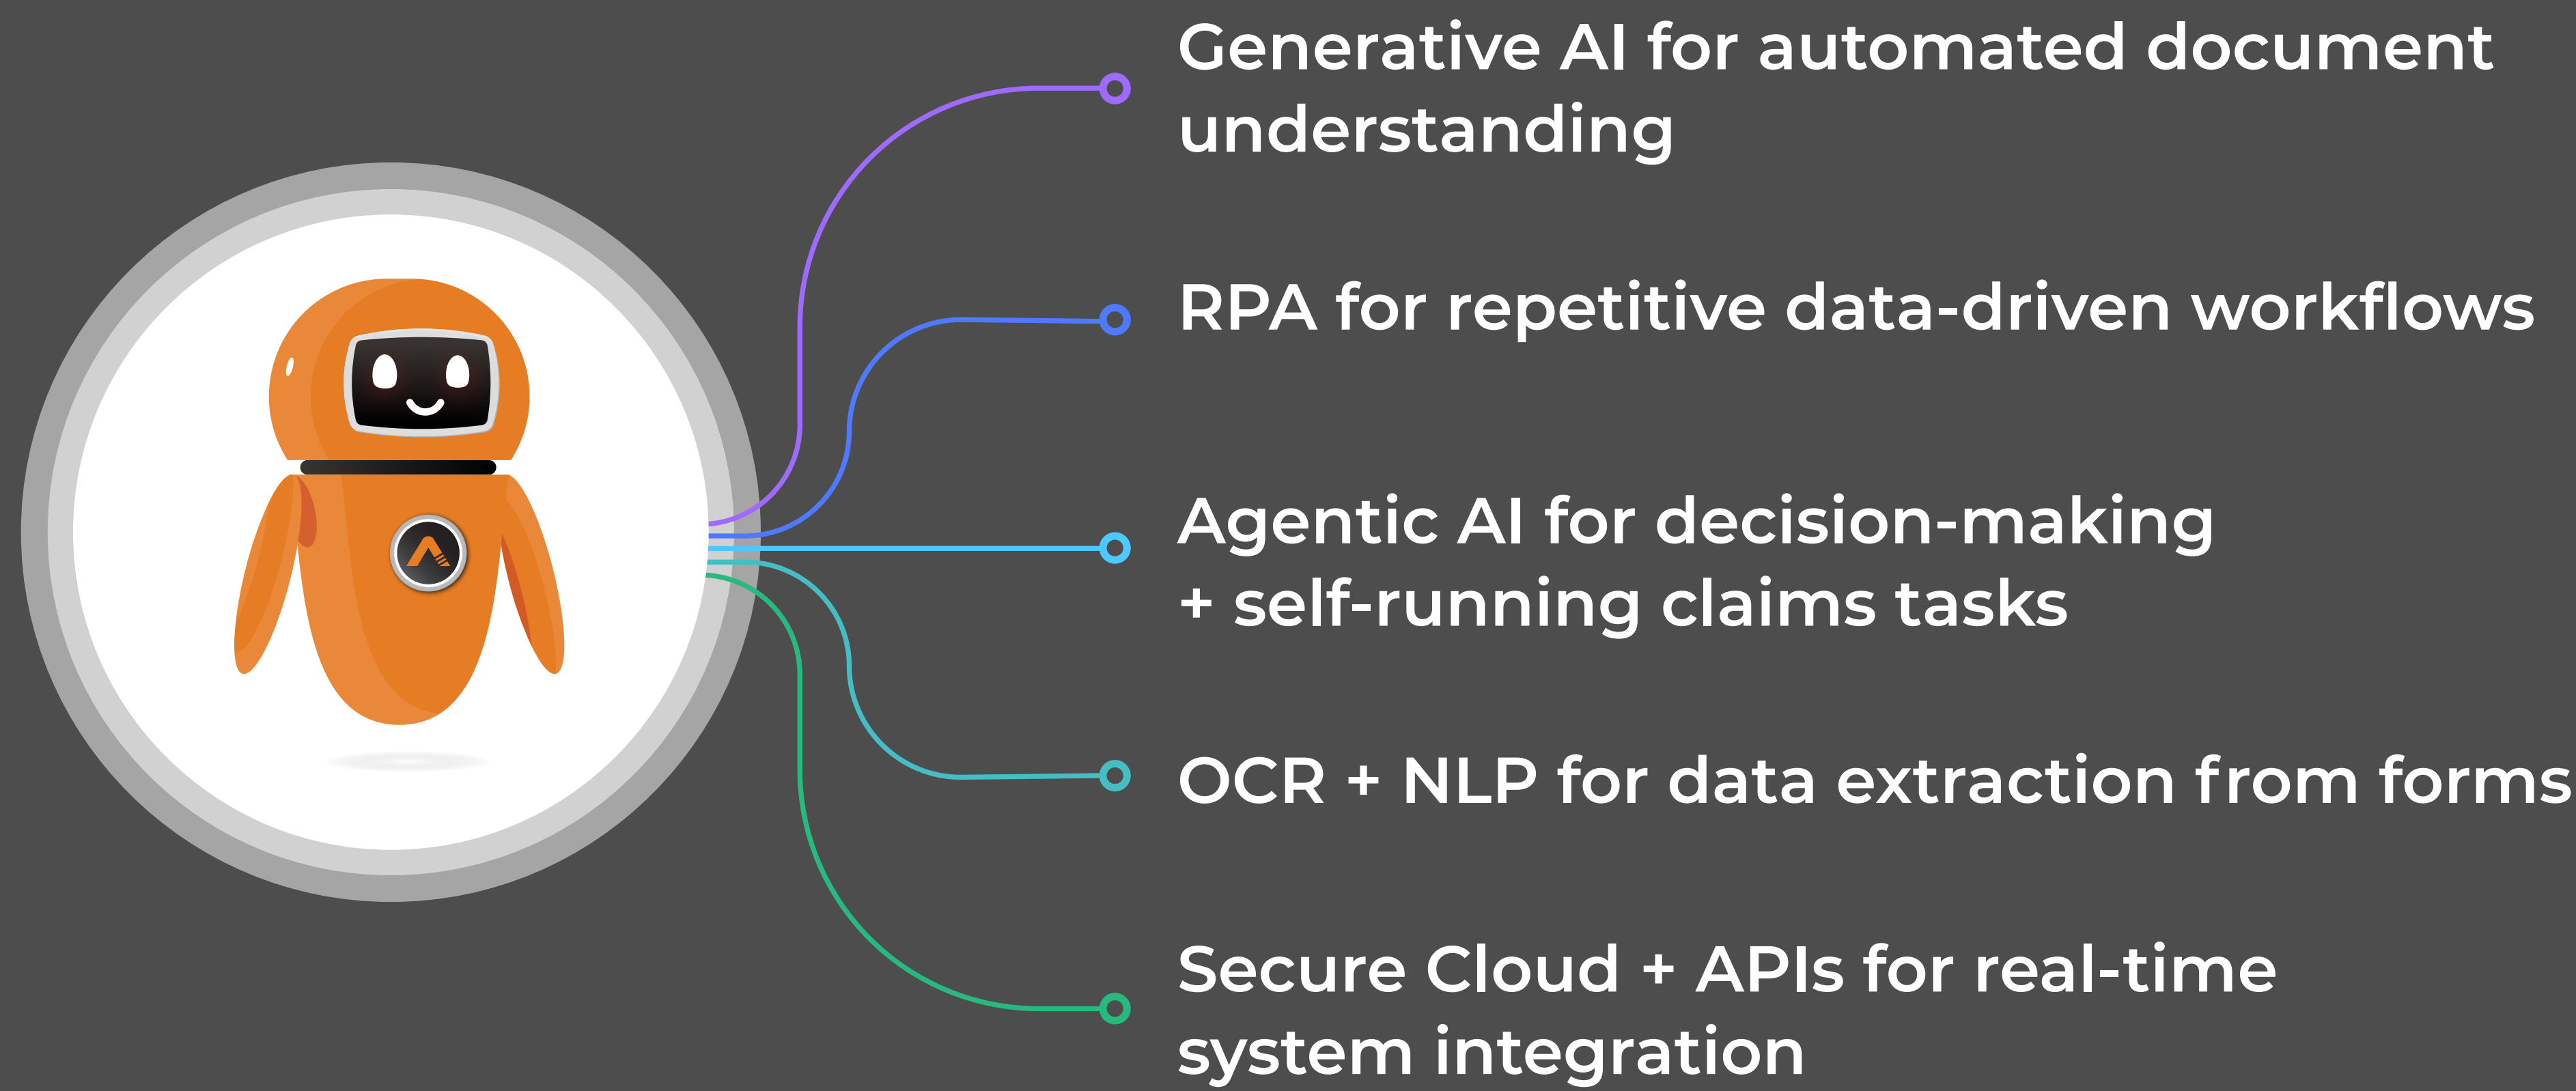 Generative AI for automated document
understanding
RPA for repetitive data-driven workflows
Agentic AI for decision-making
+ self-running claims tasks
OCR + NLP for data extraction from forms
Secure Cloud + APIs for real-time
system integration